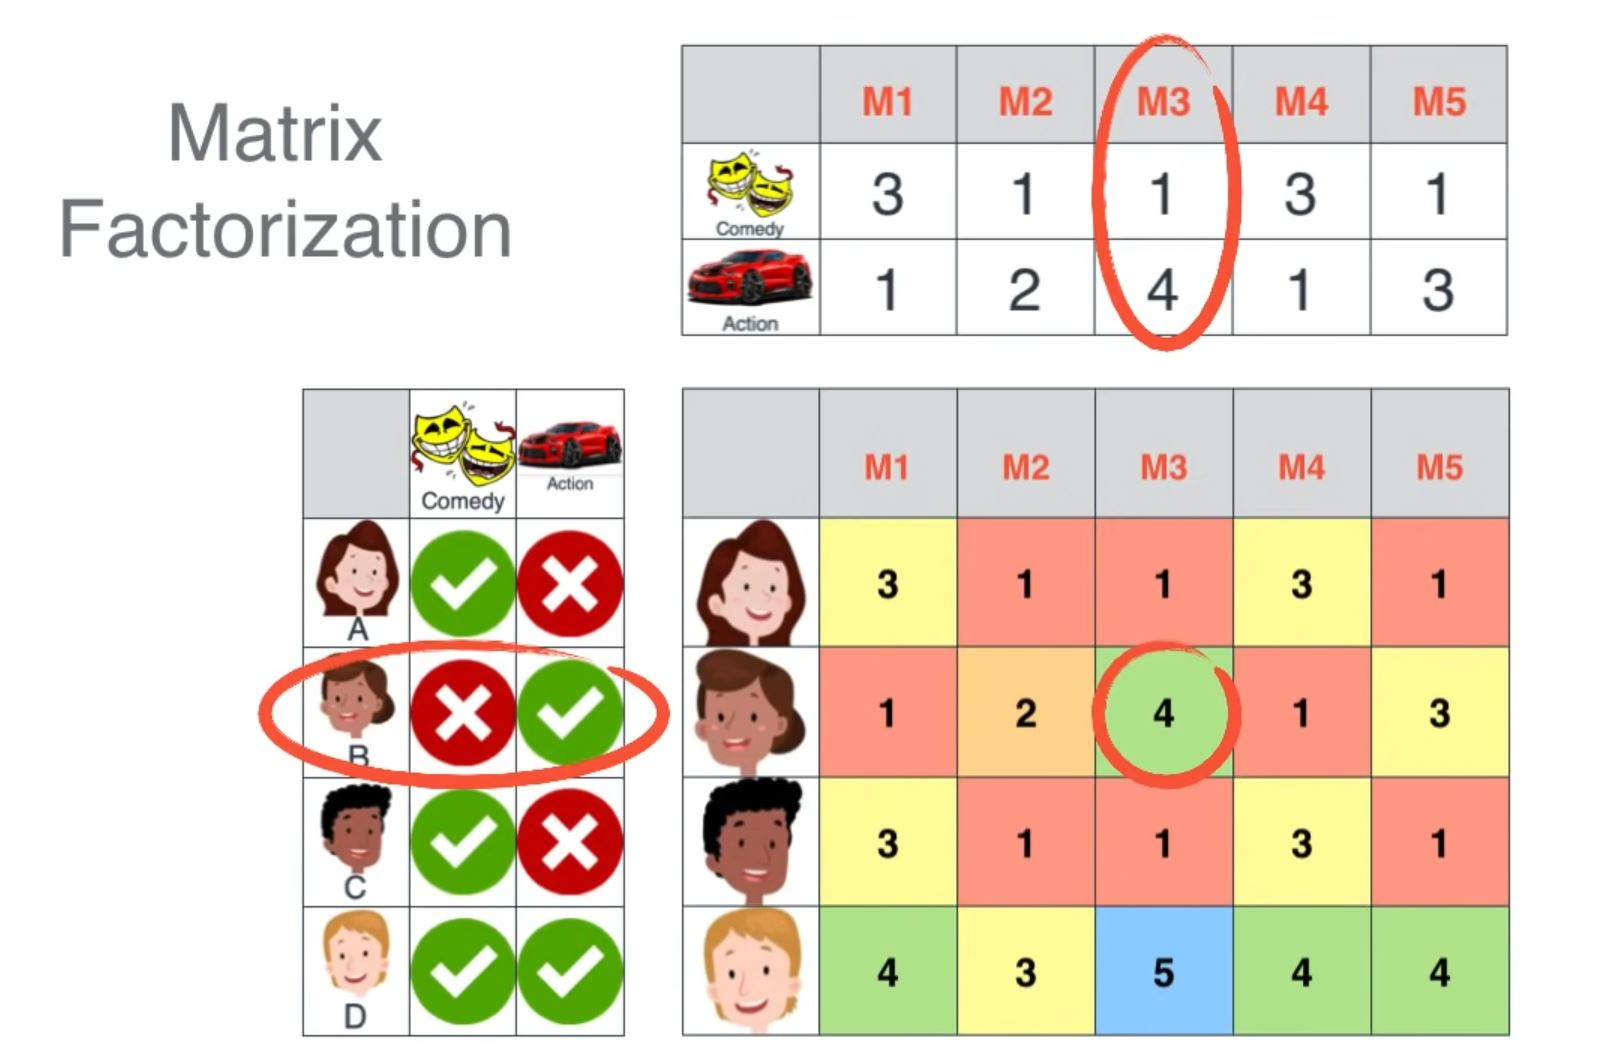 Matrix
Factorization
M1 M2 M3 M4 M5
Comedy 3 1 1 3 1
Action 1 2 4 1 3
Comedy Action
A
B
C
D
M1 M2 M3 M4 M5
3 1 1 3 1
1 2 4 1 3
3 1 1 3 1
4 3 5 4 4